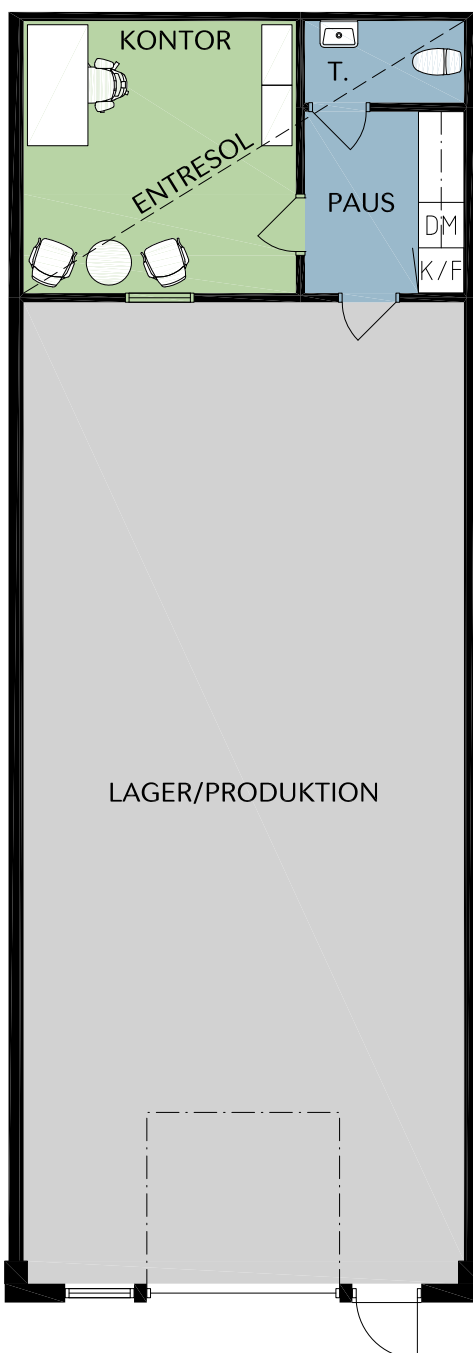 KONTOR
T.
ENTRESOL
PAUS
DM
K/F
LAGER/PRODUKTION